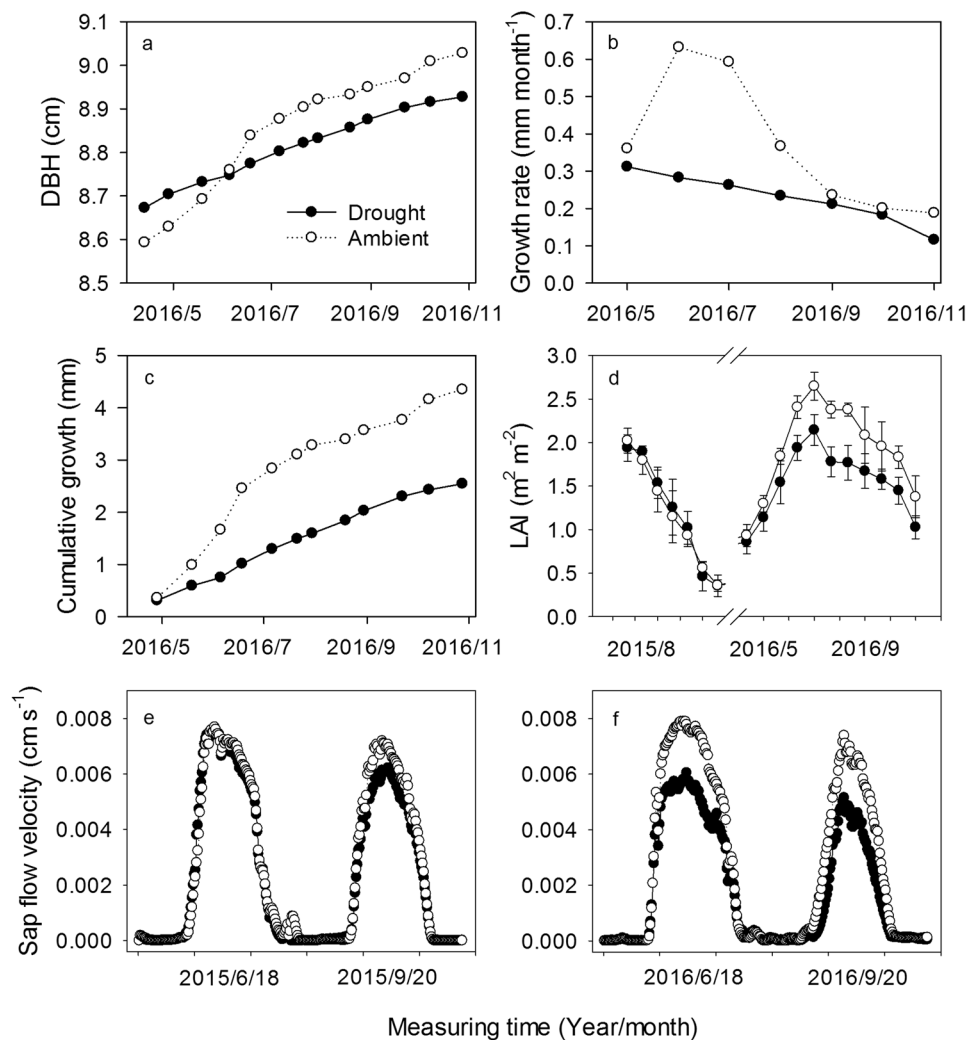 a
9.1
9.0
8.9
8.8
8.7
8.6
8.5
DBH (cm)
Drought
Ambient
2016/5 2016/7 2016/9 2016/11
b
0.7
0.6
0.5
0.4
0.3
0.2
0.1
0.0
Growth rate (mm month⁻¹)
2016/5 2016/7 2016/9 2016/11
c
5
4
3
2
1
0
Cumulative growth (mm)
2016/5 2016/7 2016/9 2016/11
d
3.0
2.5
2.0
1.5
1.0
0.5
0.0
LAI (m² m⁻²)
2015/8 2016/5 2016/9
e
0.008
0.006
0.004
0.002
0.000
Sap flow velocity (cm s⁻¹)
2015/6/18 2015/9/20
f
0.008
0.006
0.004
0.002
0.000
2016/6/18 2016/9/20
Measuring time (Year/month)